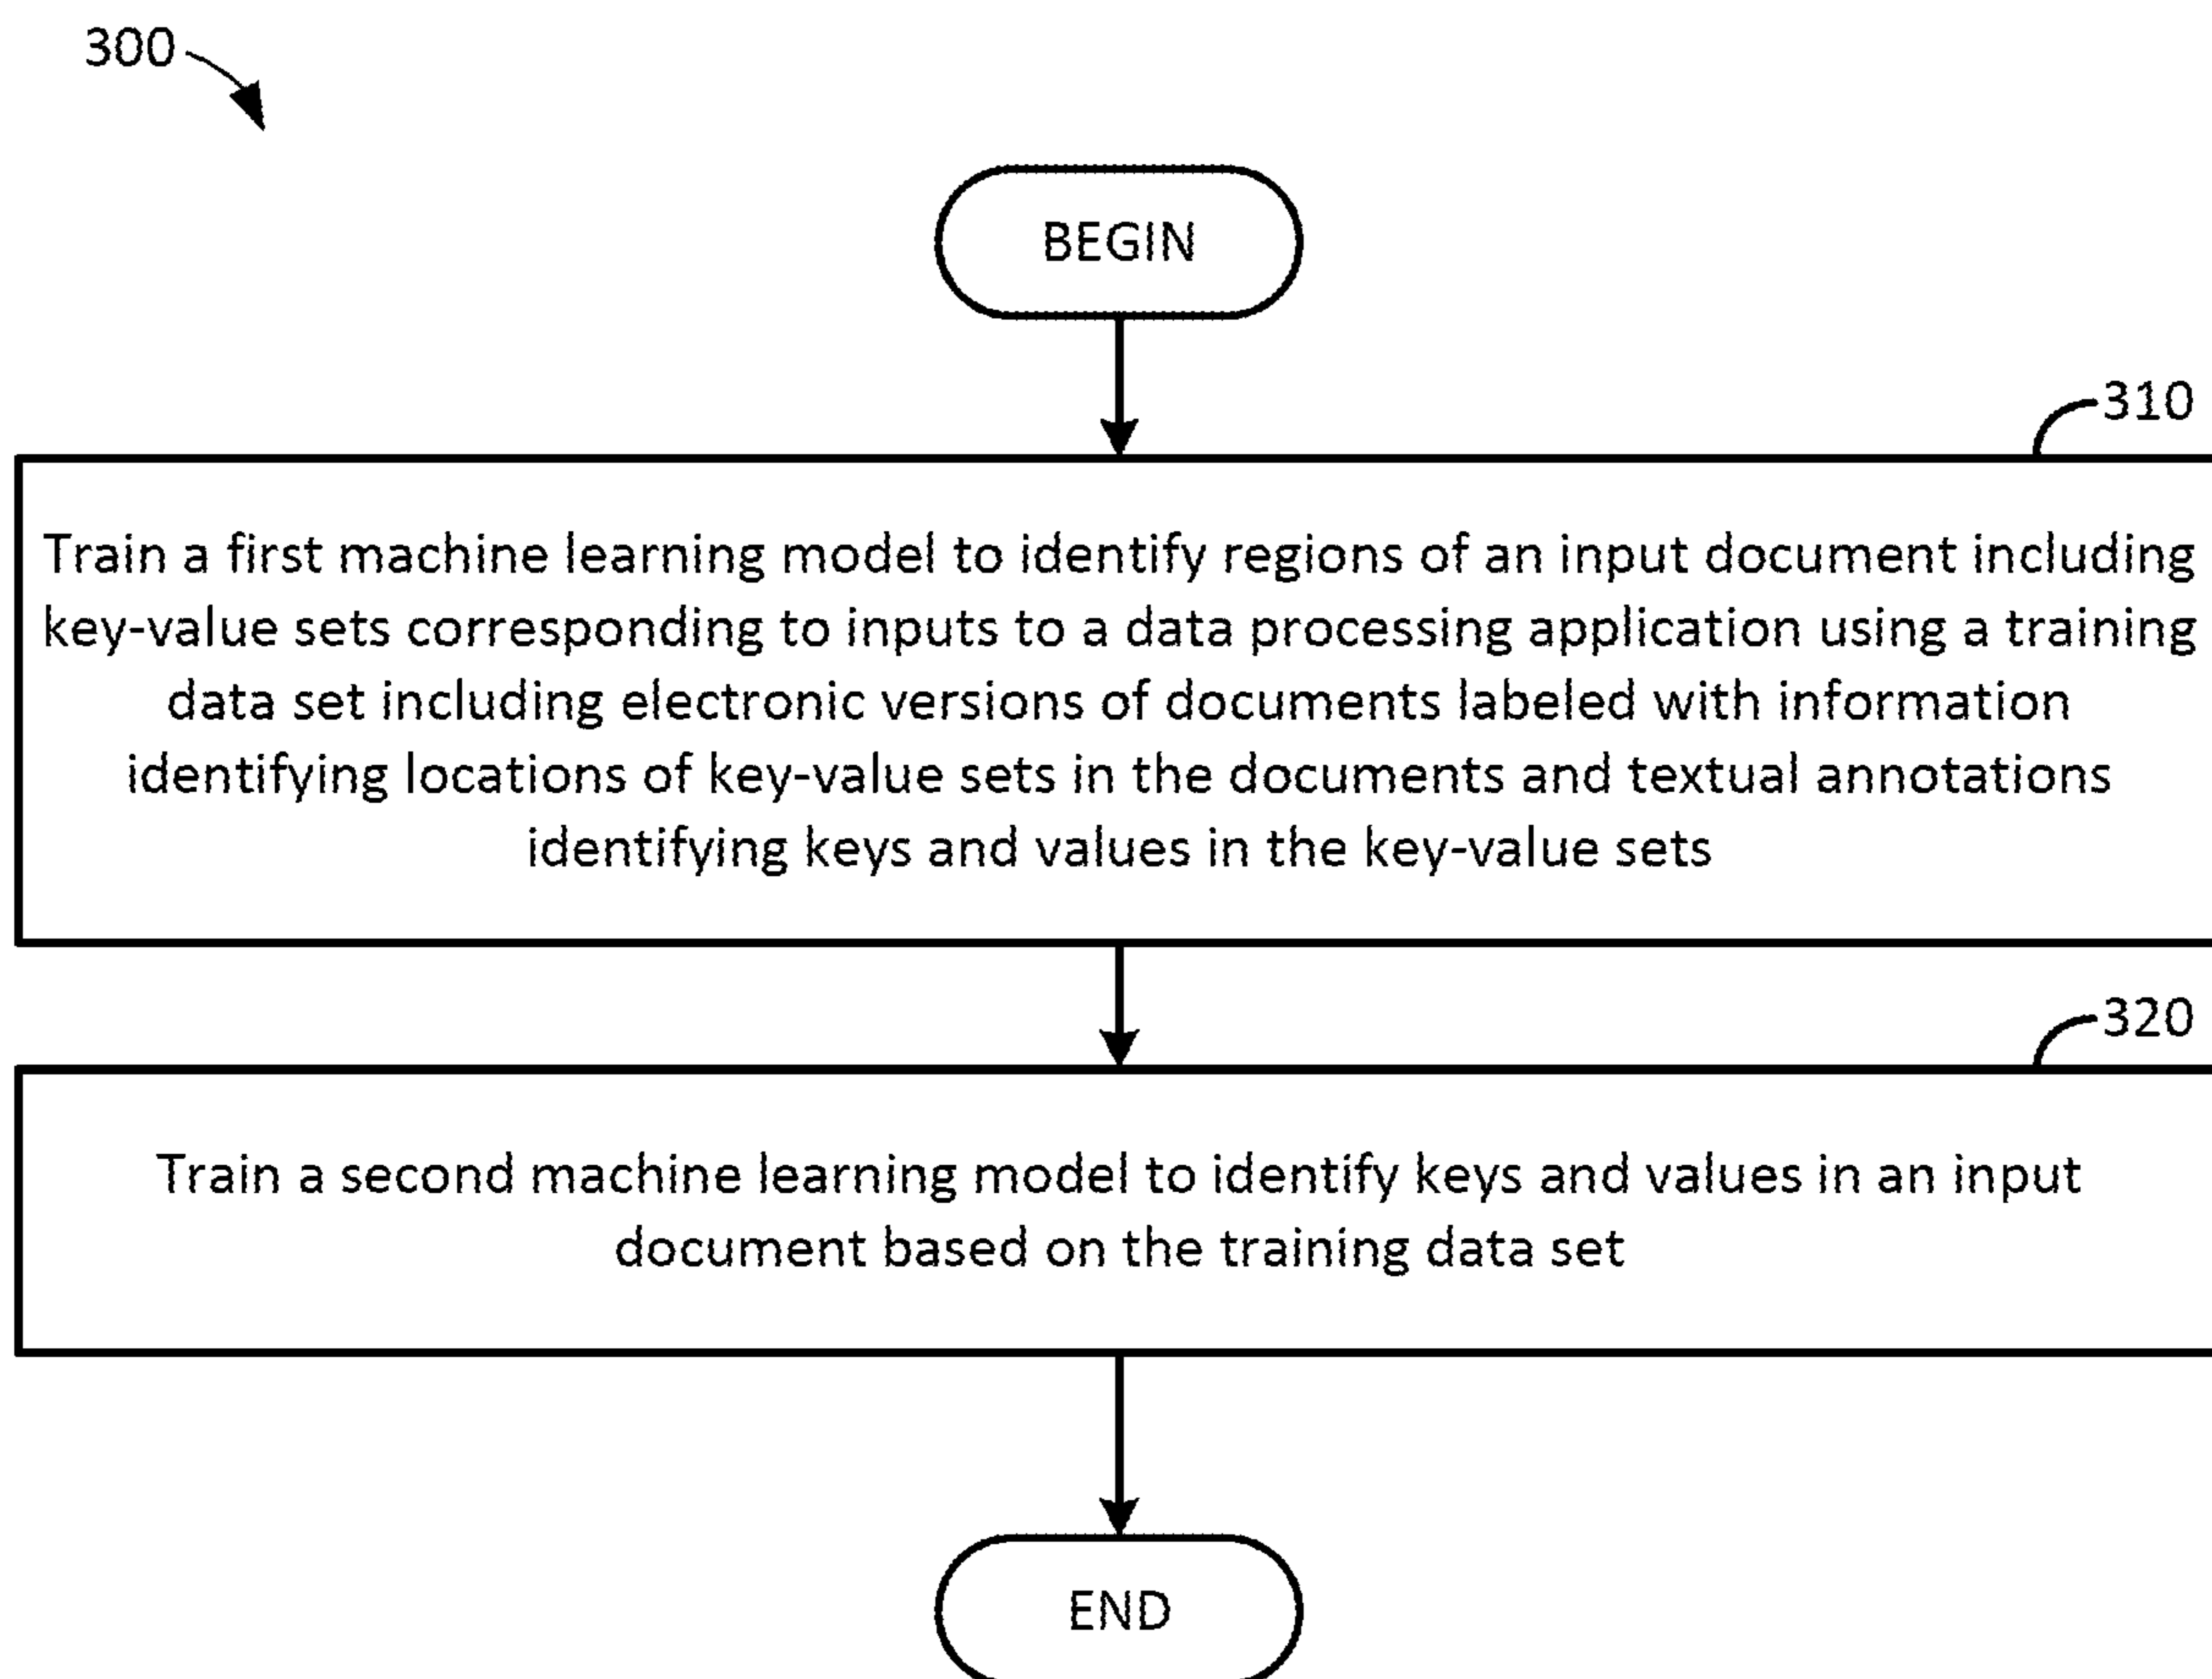 300
BEGIN
310
Train a first machine learning model to identify regions of an input document including
key-value sets corresponding to inputs to a data processing application using a training
data set including electronic versions of documents labeled with information
identifying locations of key-value sets in the documents and textual annotations
identifying keys and values in the key-value sets
320
Train a second machine learning model to identify keys and values in an input
document based on the training data set
END